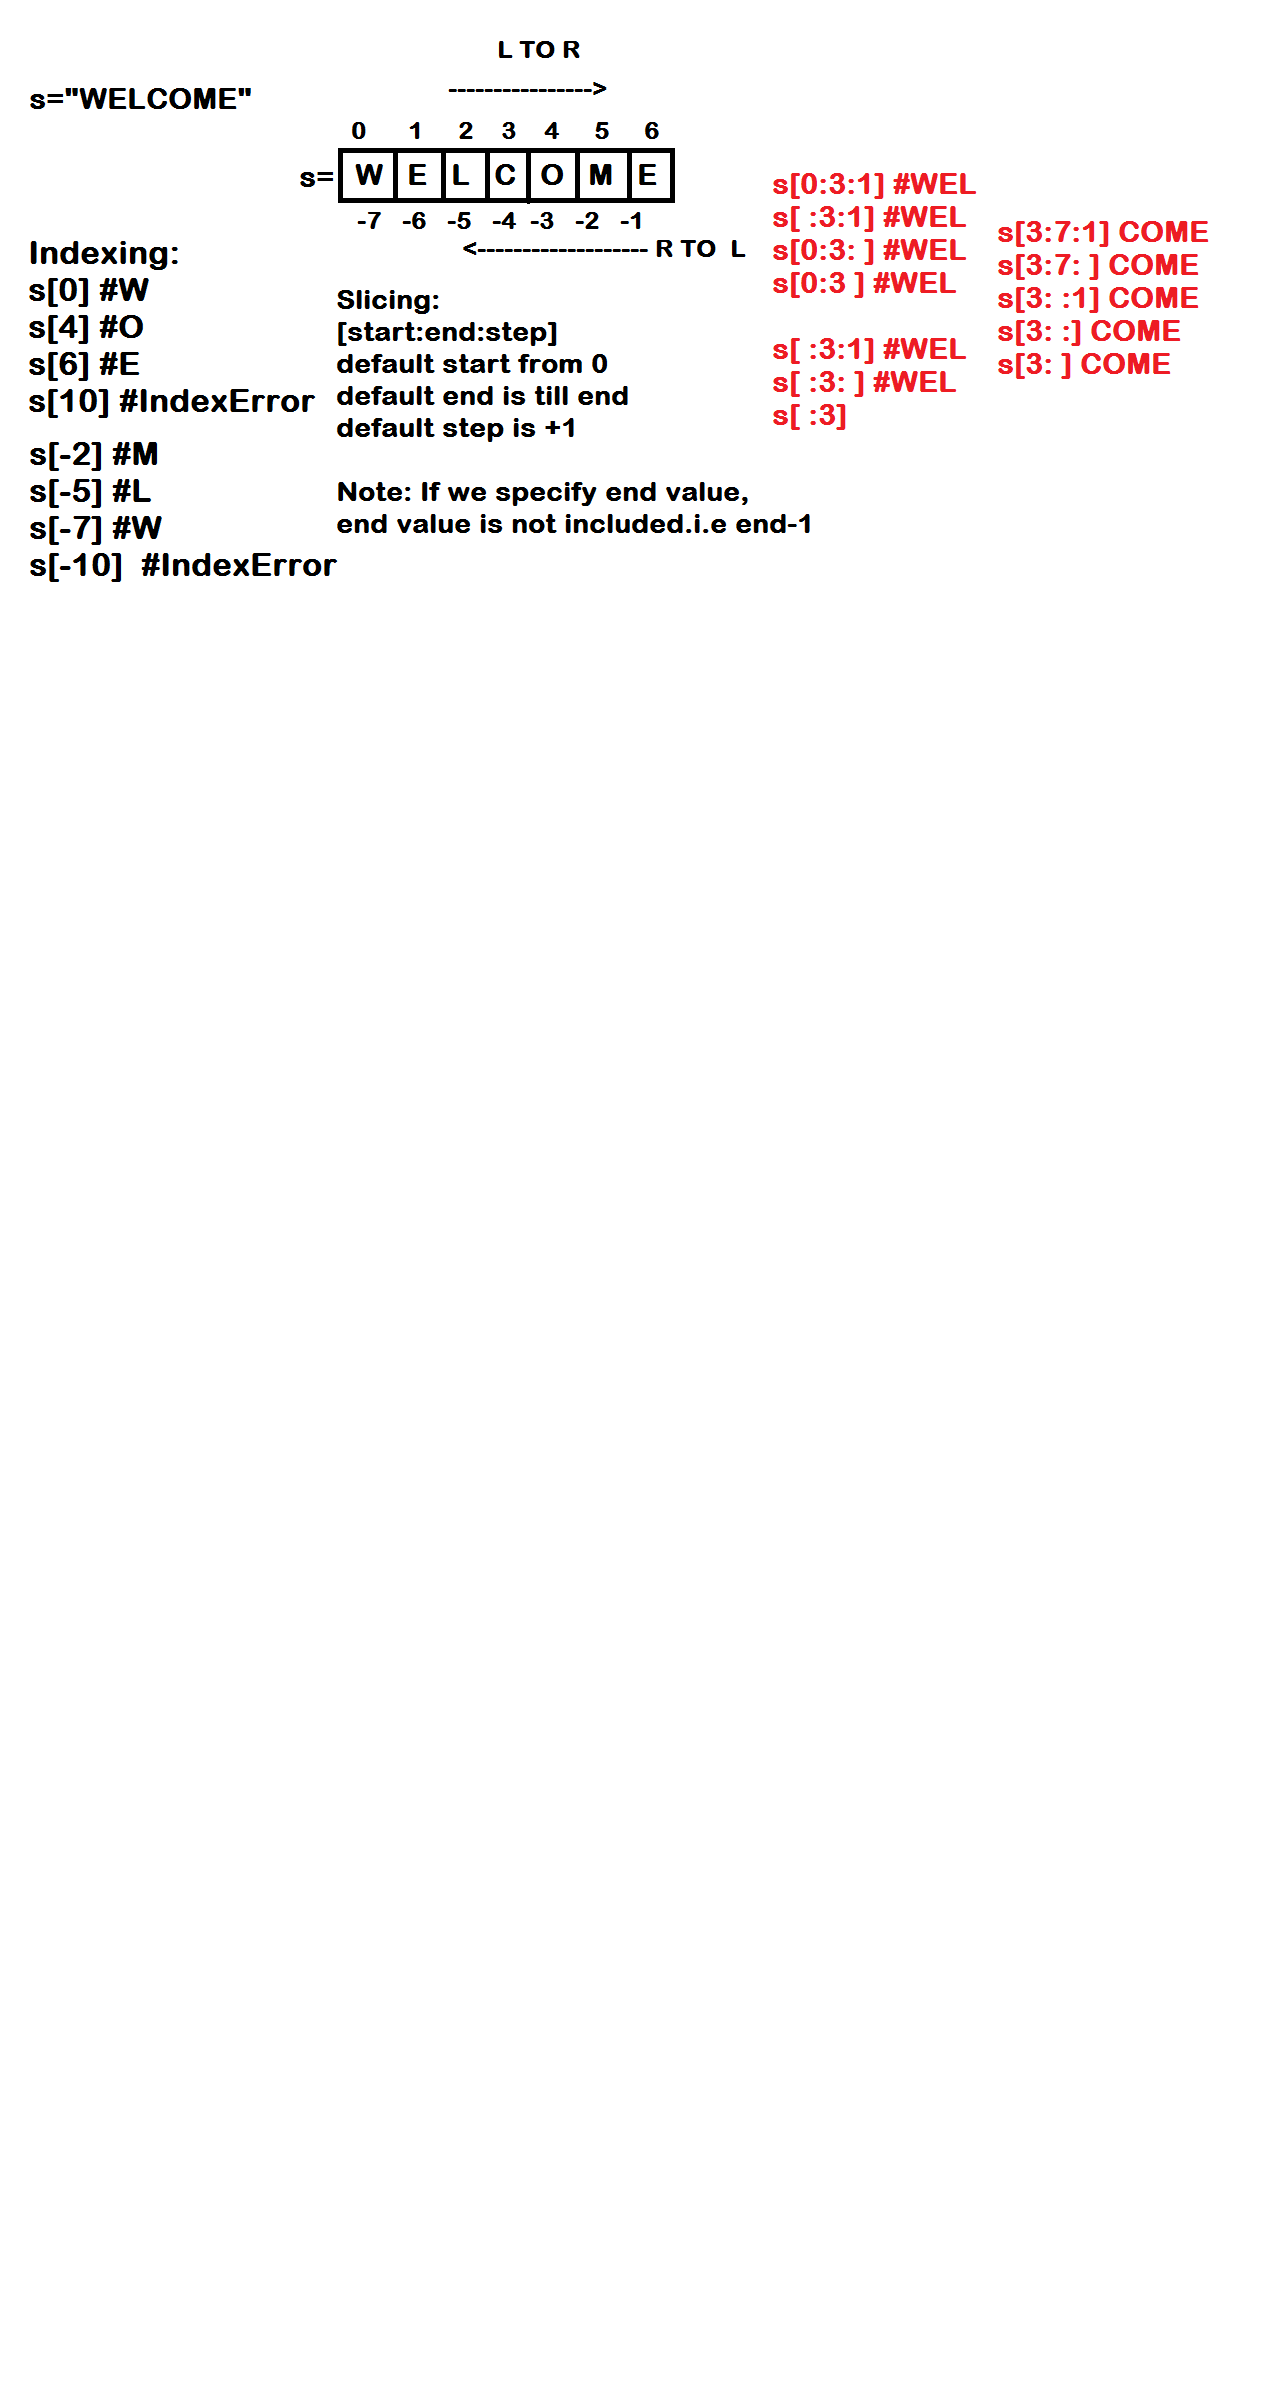 L TO R
---------------->
s="WELCOME"
0 1 2 3 4 5 6
s= W E L C O M E
-7 -6 -5 -4 -3 -2 -1
<------------------- R TO  L
Indexing:
s[0] #W
s[4] #O
s[6] #E
s[10] #IndexError
s[-2] #M
s[-5] #L
s[-7] #W
s[-10]  #IndexError
Slicing:
[start:end:step]
default start from 0
default end is till end
default step is +1
Note: If we specify end value,
end value is not included.i.e end-1
s[0:3:1] #WEL
s[ :3:1] #WEL
s[0:3: ] #WEL
s[0:3 ] #WEL
s[ :3:1] #WEL
s[ :3: ] #WEL
s[ :3]
s[3:7:1] COME
s[3:7: ] COME
s[3: :1] COME
s[3: :] COME
s[3: ] COME